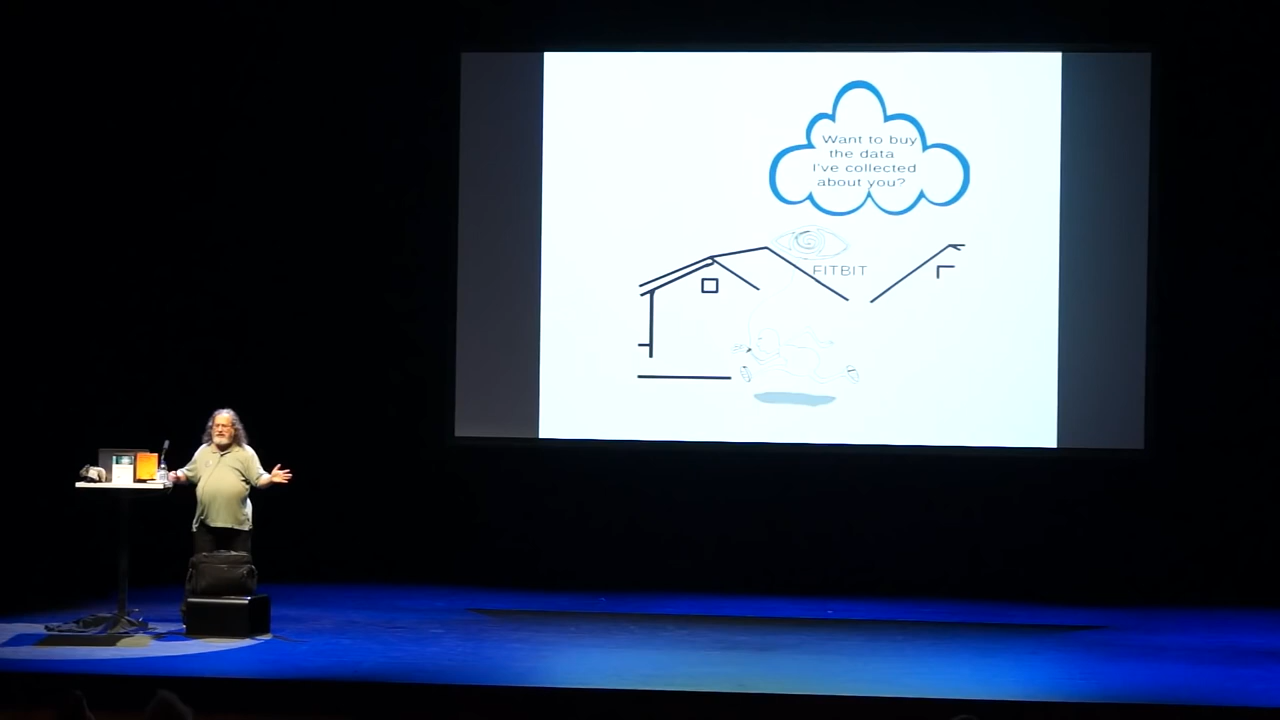 Want to buy
the data
I've collected
about you?
FITBIT